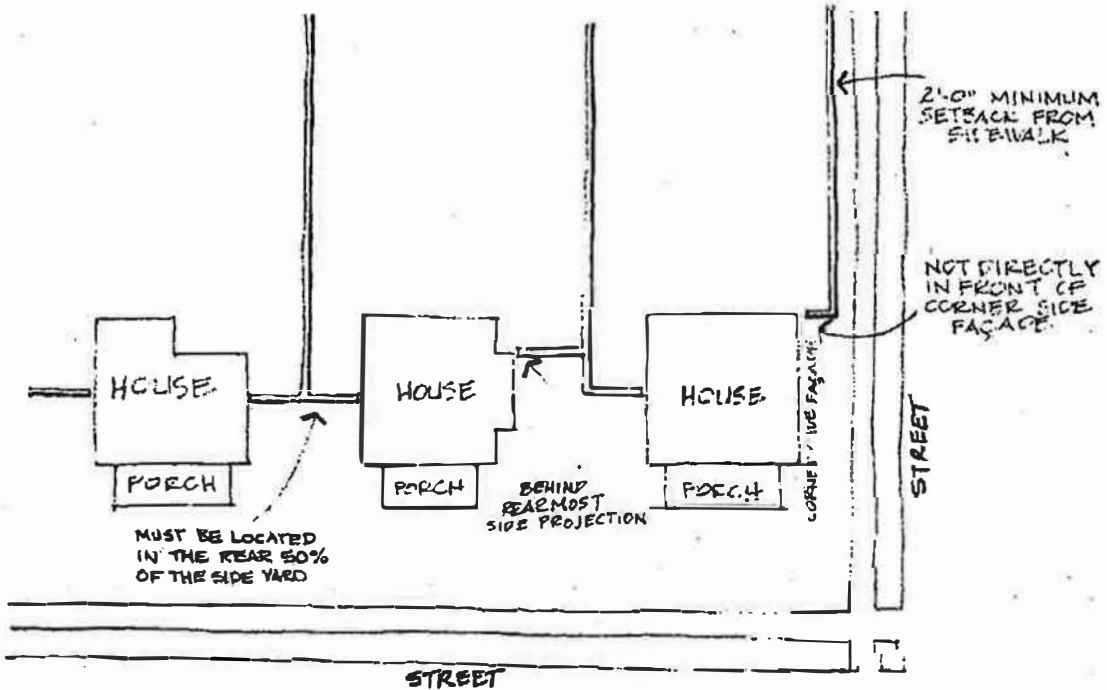 2'-0" MINIMUM
SETBACK FROM
SIDEWALK
NOT DIRECTLY
IN FRONT OF
CORNER SIDE
FAÇADE
HOUSE
HOUSE
HOUSE
PORCH
PORCH
PORCH
CORNER SIDE FAÇADE
STREET
BEHIND
REARMOST
SIDE PROJECTION
MUST BE LOCATED
IN THE REAR 50%
OF THE SIDE YARD
STREET